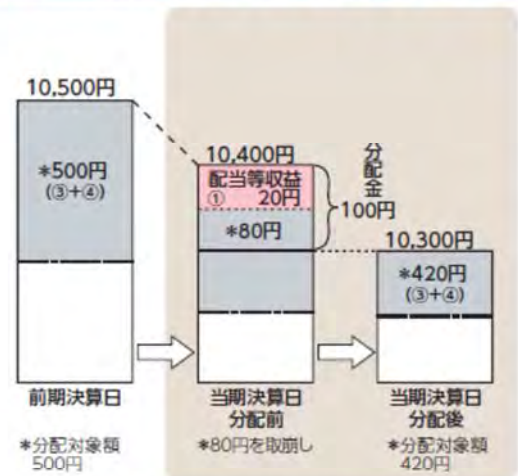 10,500円
*500円
(③+④)
前期決算日
*分配対象額
500円
10,400円
配当等収益
① 20円
*80円
分配金
100円
当期決算日
分配前
*80円を取崩し
10,300円
*420円
(③+④)
当期決算日
分配後
*分配対象額
420円